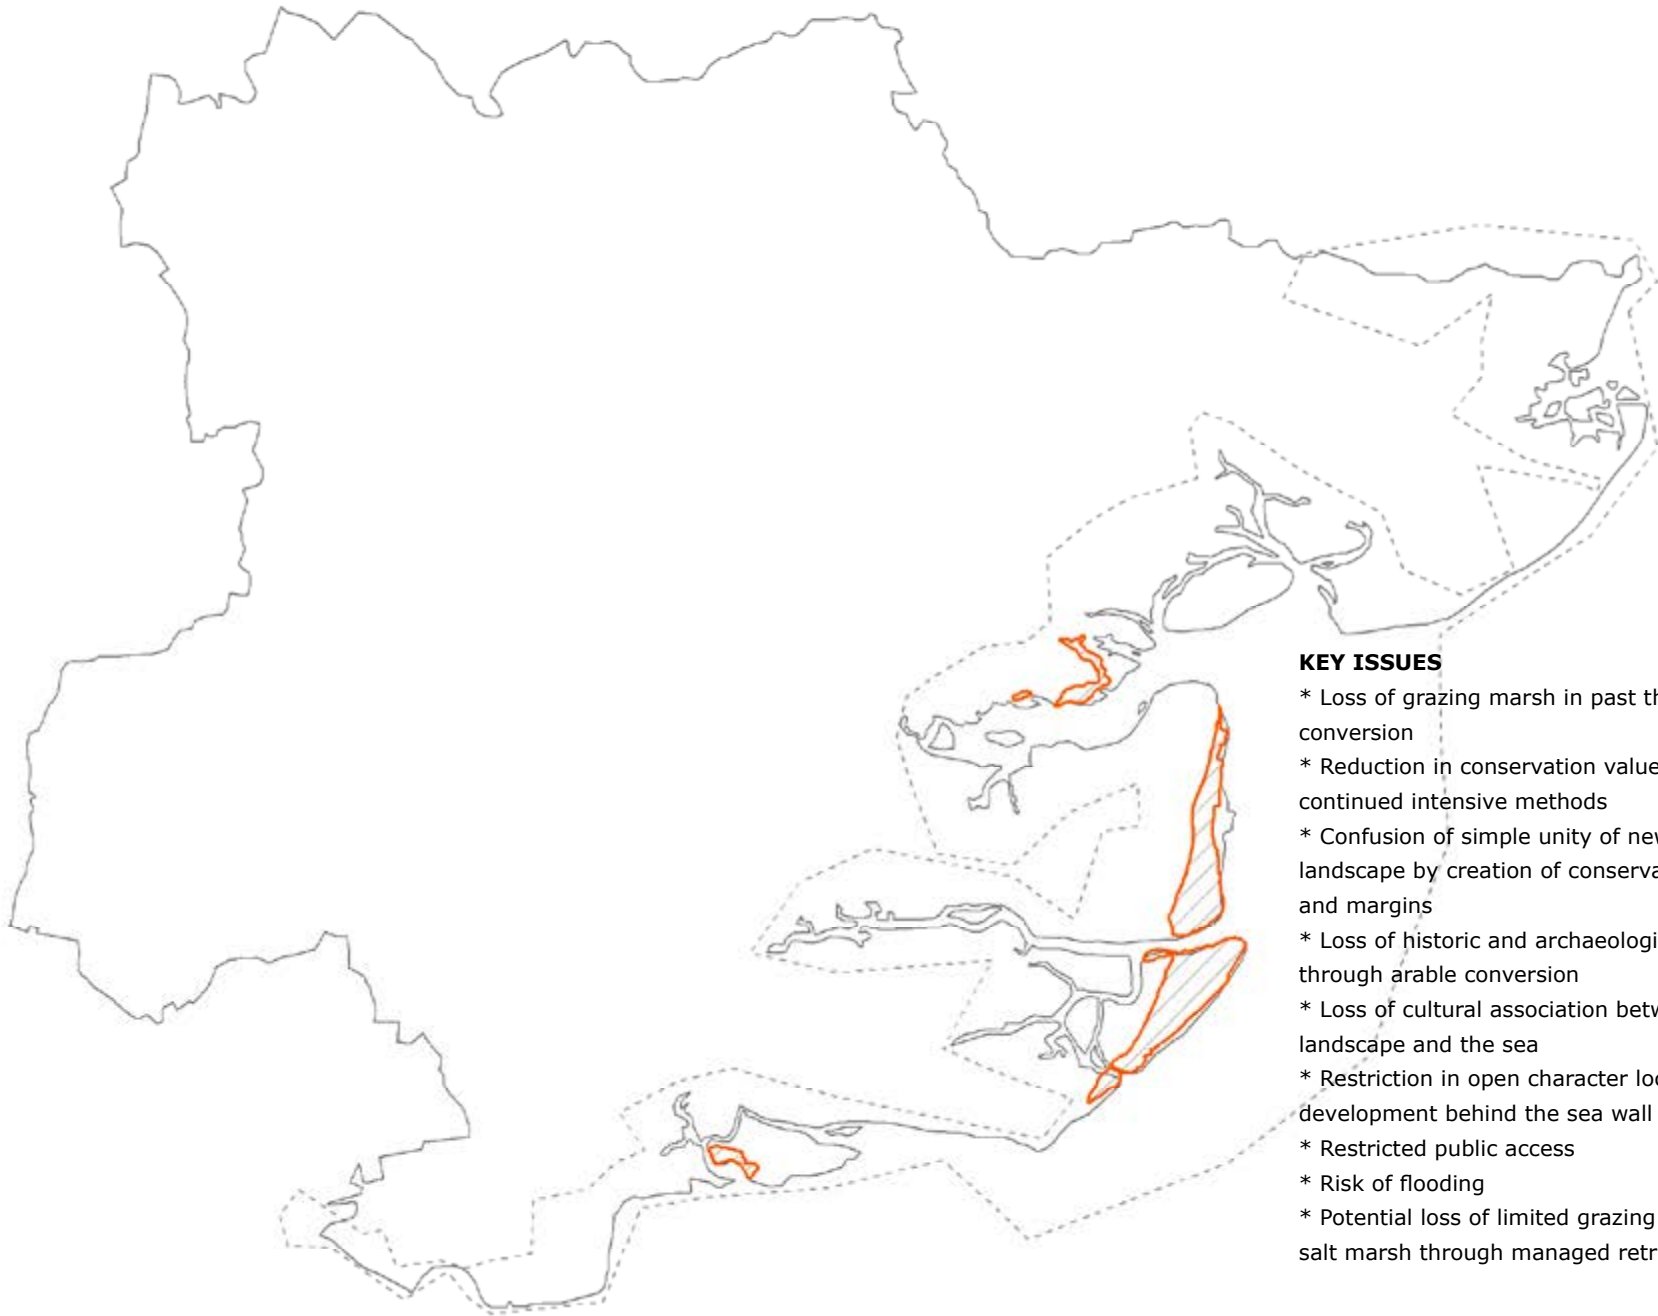 KEY ISSUES
* Loss of grazing marsh in past th
conversion
* Reduction in conservation value
continued intensive methods
* Confusion of simple unity of new
landscape by creation of conserva
and margins
* Loss of historic and archaeologi
through arable conversion
* Loss of cultural association betw
landscape and the sea
* Restriction in open character loc
development behind the sea wall
* Restricted public access
* Risk of flooding
* Potential loss of limited grazing
salt marsh through managed retr